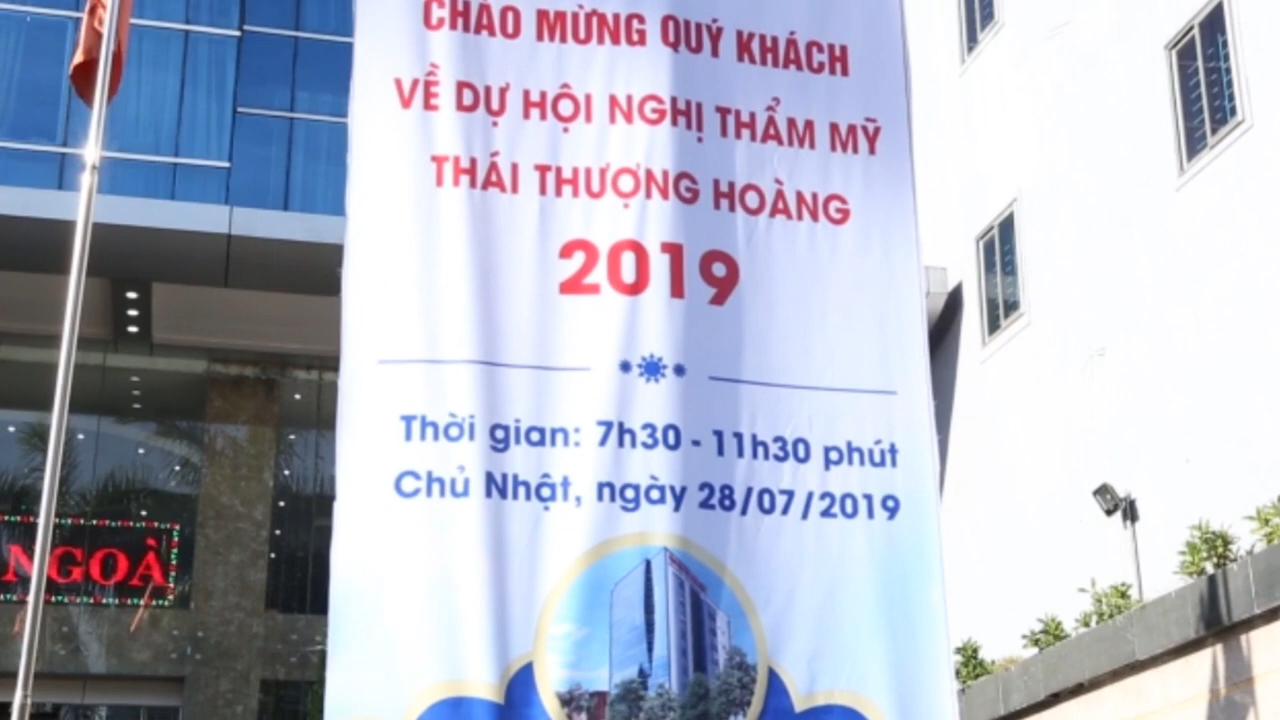 CHÀO MỪNG QUÝ KHÁCH
VỀ DỰ HỘI NGHỊ THẨM MỸ
THÁI THƯỢNG HOÀNG
2019
Thời gian: 7h30 - 11h30 phút
Chủ Nhật, ngày 28/07/2019
NGOÀ